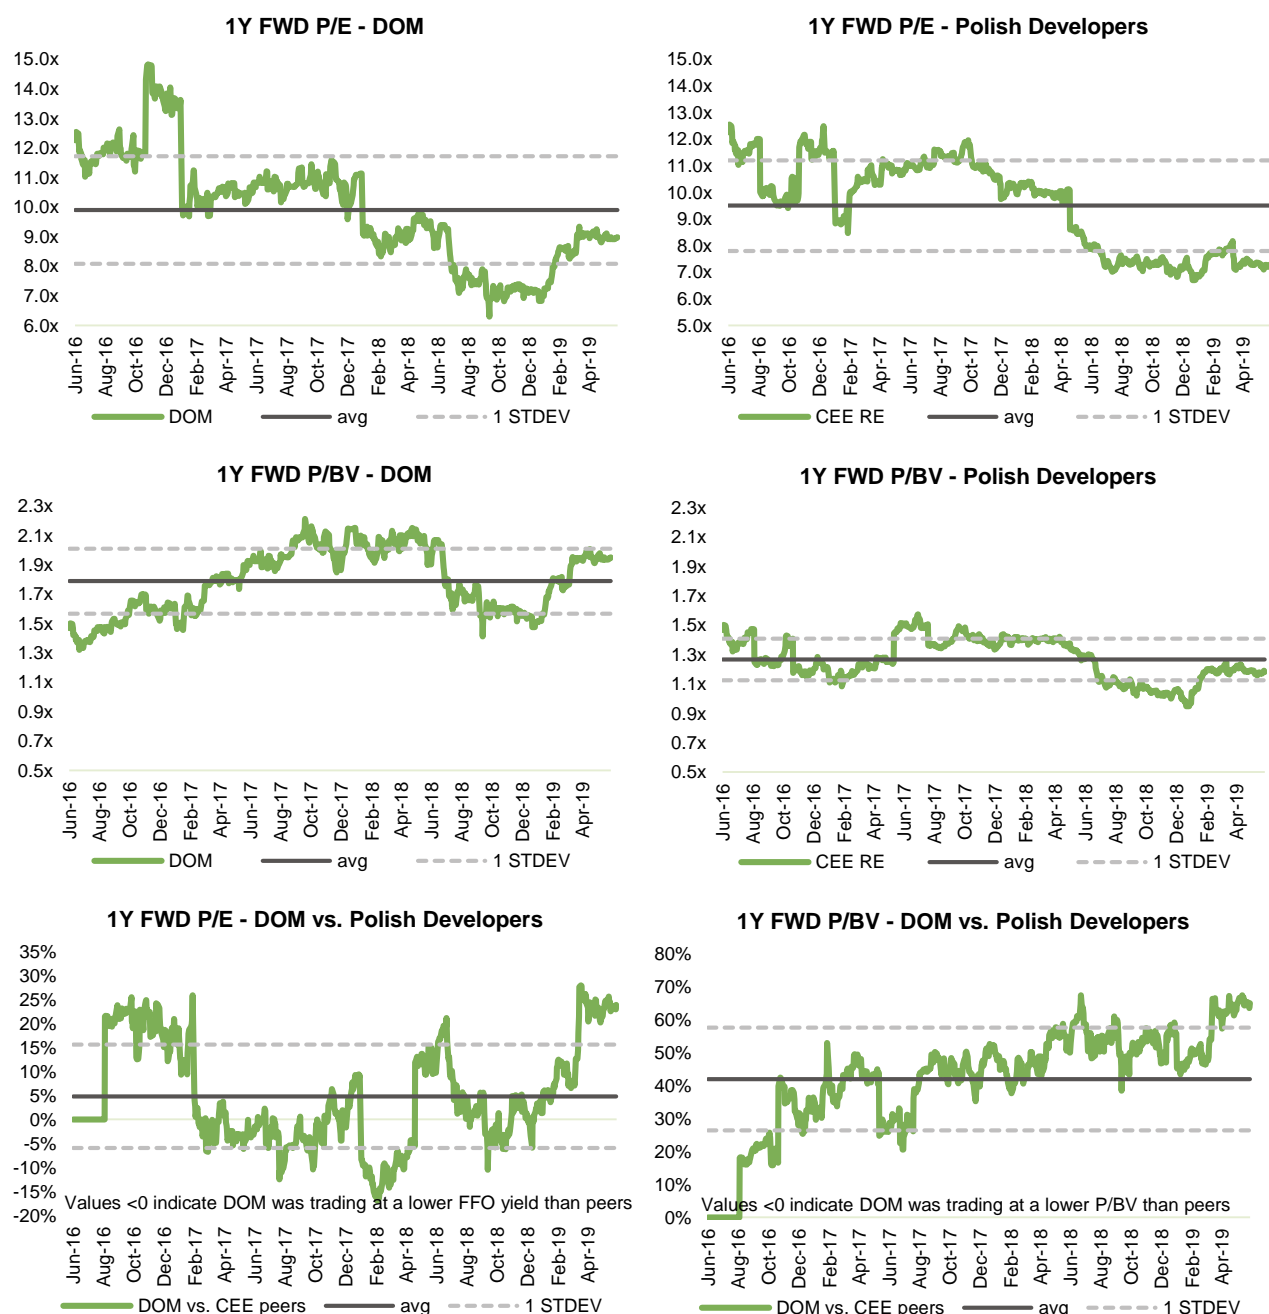 1Y FWD P/E - DOM
15.0x
14.0x
13.0x
12.0x
11.0x
10.0x
9.0x
8.0x
7.0x
6.0x
Jun-16
Aug-16
Oct-16
Dec-16
Feb-17
Apr-17
Jun-17
Aug-17
Oct-17
Dec-17
Feb-18
Apr-18
Jun-18
Aug-18
Oct-18
Dec-18
Feb-19
Apr-19
DOM avg 1 STDEV
1Y FWD P/E - Polish Developers
15.0x
14.0x
13.0x
12.0x
11.0x
10.0x
9.0x
8.0x
7.0x
6.0x
5.0x
Jun-16
Aug-16
Oct-16
Dec-16
Feb-17
Apr-17
Jun-17
Aug-17
Oct-17
Dec-17
Feb-18
Apr-18
Jun-18
Aug-18
Oct-18
Dec-18
Feb-19
Apr-19
CEE RE avg 1 STDEV
1Y FWD P/BV - DOM
2.3x
2.1x
1.9x
1.7x
1.5x
1.3x
1.1x
0.9x
0.7x
0.5x
Jun-16
Aug-16
Oct-16
Dec-16
Feb-17
Apr-17
Jun-17
Aug-17
Oct-17
Dec-17
Feb-18
Apr-18
Jun-18
Aug-18
Oct-18
Dec-18
Feb-19
Apr-19
DOM avg 1 STDEV
1Y FWD P/BV - Polish Developers
2.3x
2.1x
1.9x
1.7x
1.5x
1.3x
1.1x
0.9x
0.7x
0.5x
Jun-16
Aug-16
Oct-16
Dec-16
Feb-17
Apr-17
Jun-17
Aug-17
Oct-17
Dec-17
Feb-18
Apr-18
Jun-18
Aug-18
Oct-18
Dec-18
Feb-19
Apr-19
CEE RE avg 1 STDEV
1Y FWD P/E - DOM vs. Polish Developers
35%
30%
25%
20%
15%
10%
5%
0%
-5%
-10%
-15%
-20%
Values <0 indicate DOM was trading at a lower FFO yield than peers
Jun-16
Aug-16
Oct-16
Dec-16
Feb-17
Apr-17
Jun-17
Aug-17
Oct-17
Dec-17
Feb-18
Apr-18
Jun-18
Aug-18
Oct-18
Dec-18
Feb-19
Apr-19
DOM vs. CEE peers avg 1 STDEV
1Y FWD P/BV - DOM vs. Polish Developers
80%
70%
60%
50%
40%
30%
20%
10%
0%
Values <0 indicate DOM was trading at a lower P/BV than peers
Jun-16
Aug-16
Oct-16
Dec-16
Feb-17
Apr-17
Jun-17
Aug-17
Oct-17
Dec-17
Feb-18
Apr-18
Jun-18
Aug-18
Oct-18
Dec-18
Feb-19
Apr-19
DOM vs. CEE peers avg 1 STDEV